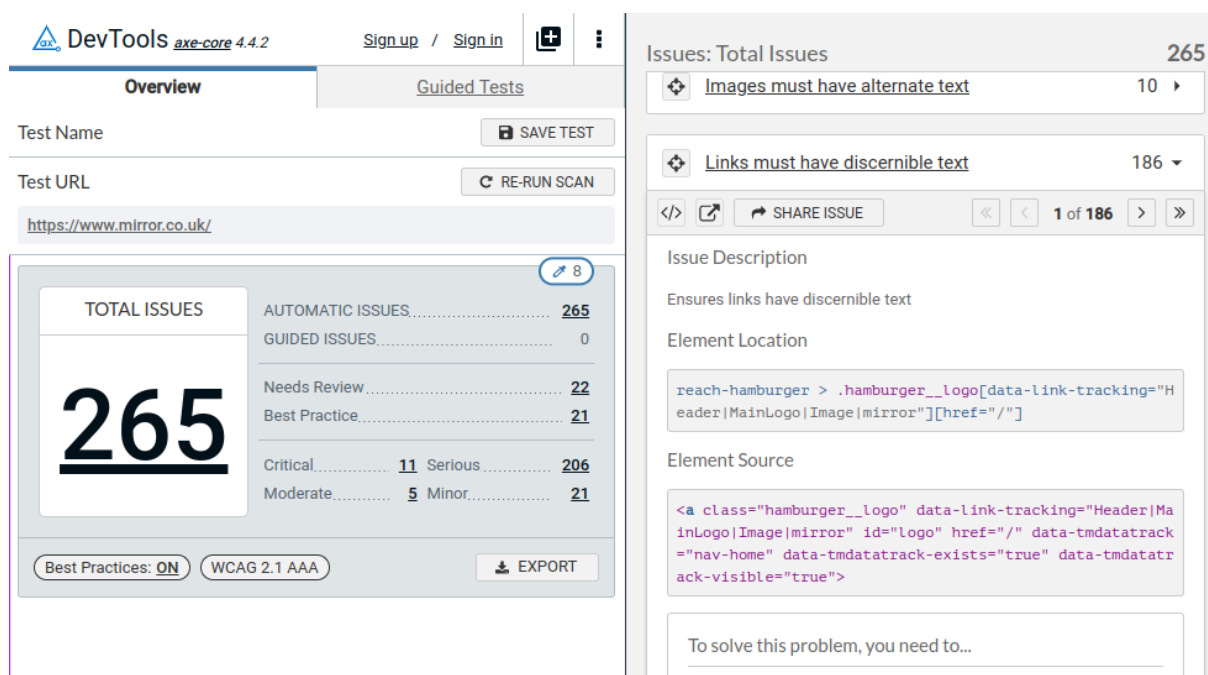 DevTools axe-core 4.4.2
Sign up / Sign in
Overview
Guided Tests
Test Name
SAVE TEST
Test URL
RE-RUN SCAN
https://www.mirror.co.uk/
8
TOTAL ISSUES
265
AUTOMATIC ISSUES 265
GUIDED ISSUES 0
Needs Review 22
Best Practice 21
Critical 11 Serious 206
Moderate 5 Minor 21
Best Practices: ON
WCAG 2.1 AAA
EXPORT
Issues: Total Issues 265
Images must have alternate text 10
Links must have discernible text 186
</> SHARE ISSUE 1 of 186
Issue Description
Ensures links have discernible text
Element Location
reach-hamburger > .hamburger__logo[data-link-tracking="H
eader|MainLogo|Image|mirror"][href="/"]
Element Source
<a class="hamburger__logo" data-link-tracking="Header|Ma
inLogo|Image|mirror" id="logo" href="/" data-tmdatatrack
="nav-home" data-tmdatatrack-exists="true" data-tmdatatr
ack-visible="true">
To solve this problem, you need to...